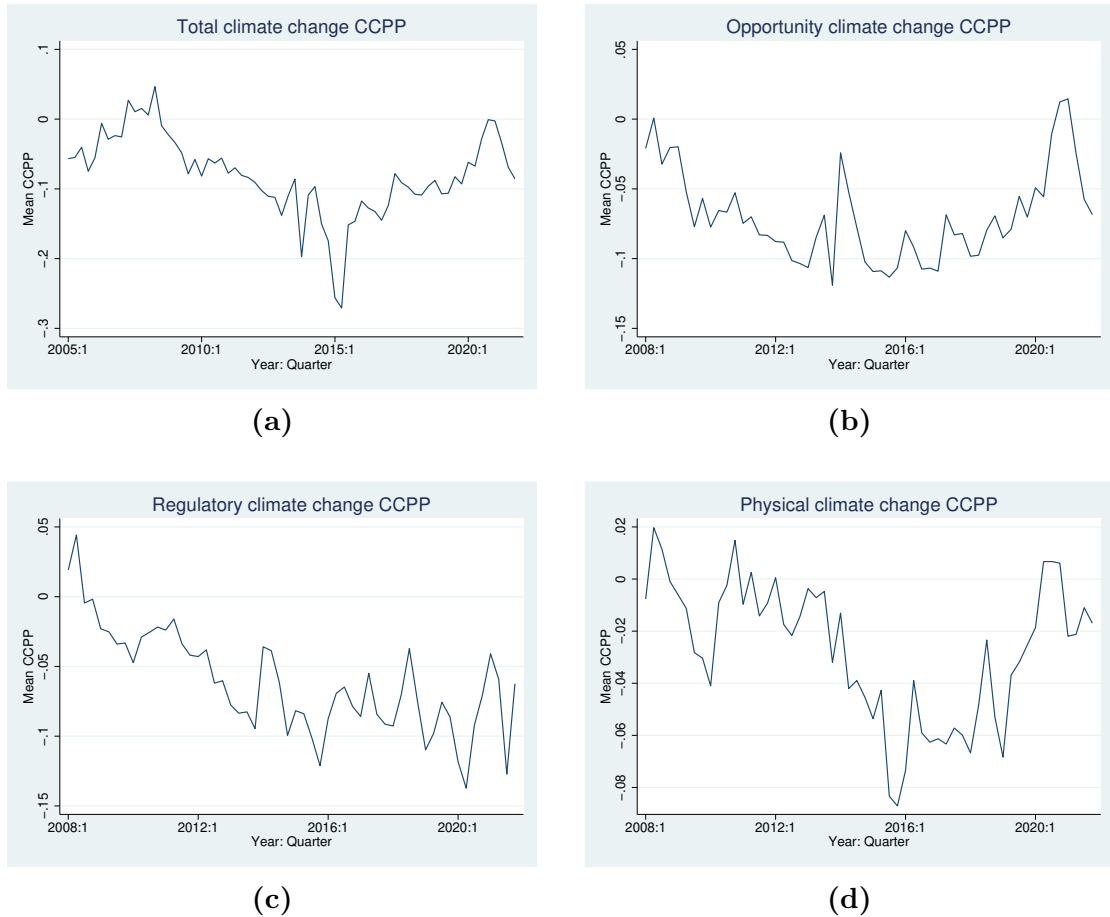 Total climate change CCPP
.1
0
-.1
-.2
-.3
Mean CCPP
2005:1 2010:1 2015:1 2020:1
Year: Quarter
(a)
Opportunity climate change CCPP
.05
0
-.05
-.1
-.15
Mean CCPP
2008:1 2012:1 2016:1 2020:1
Year: Quarter
(b)
Regulatory climate change CCPP
.05
0
-.05
-.1
-.15
Mean CCPP
2008:1 2012:1 2016:1 2020:1
Year: Quarter
(c)
Physical climate change CCPP
.02
0
-.02
-.04
-.06
-.08
Mean CCPP
2008:1 2012:1 2016:1 2020:1
Year: Quarter
(d)